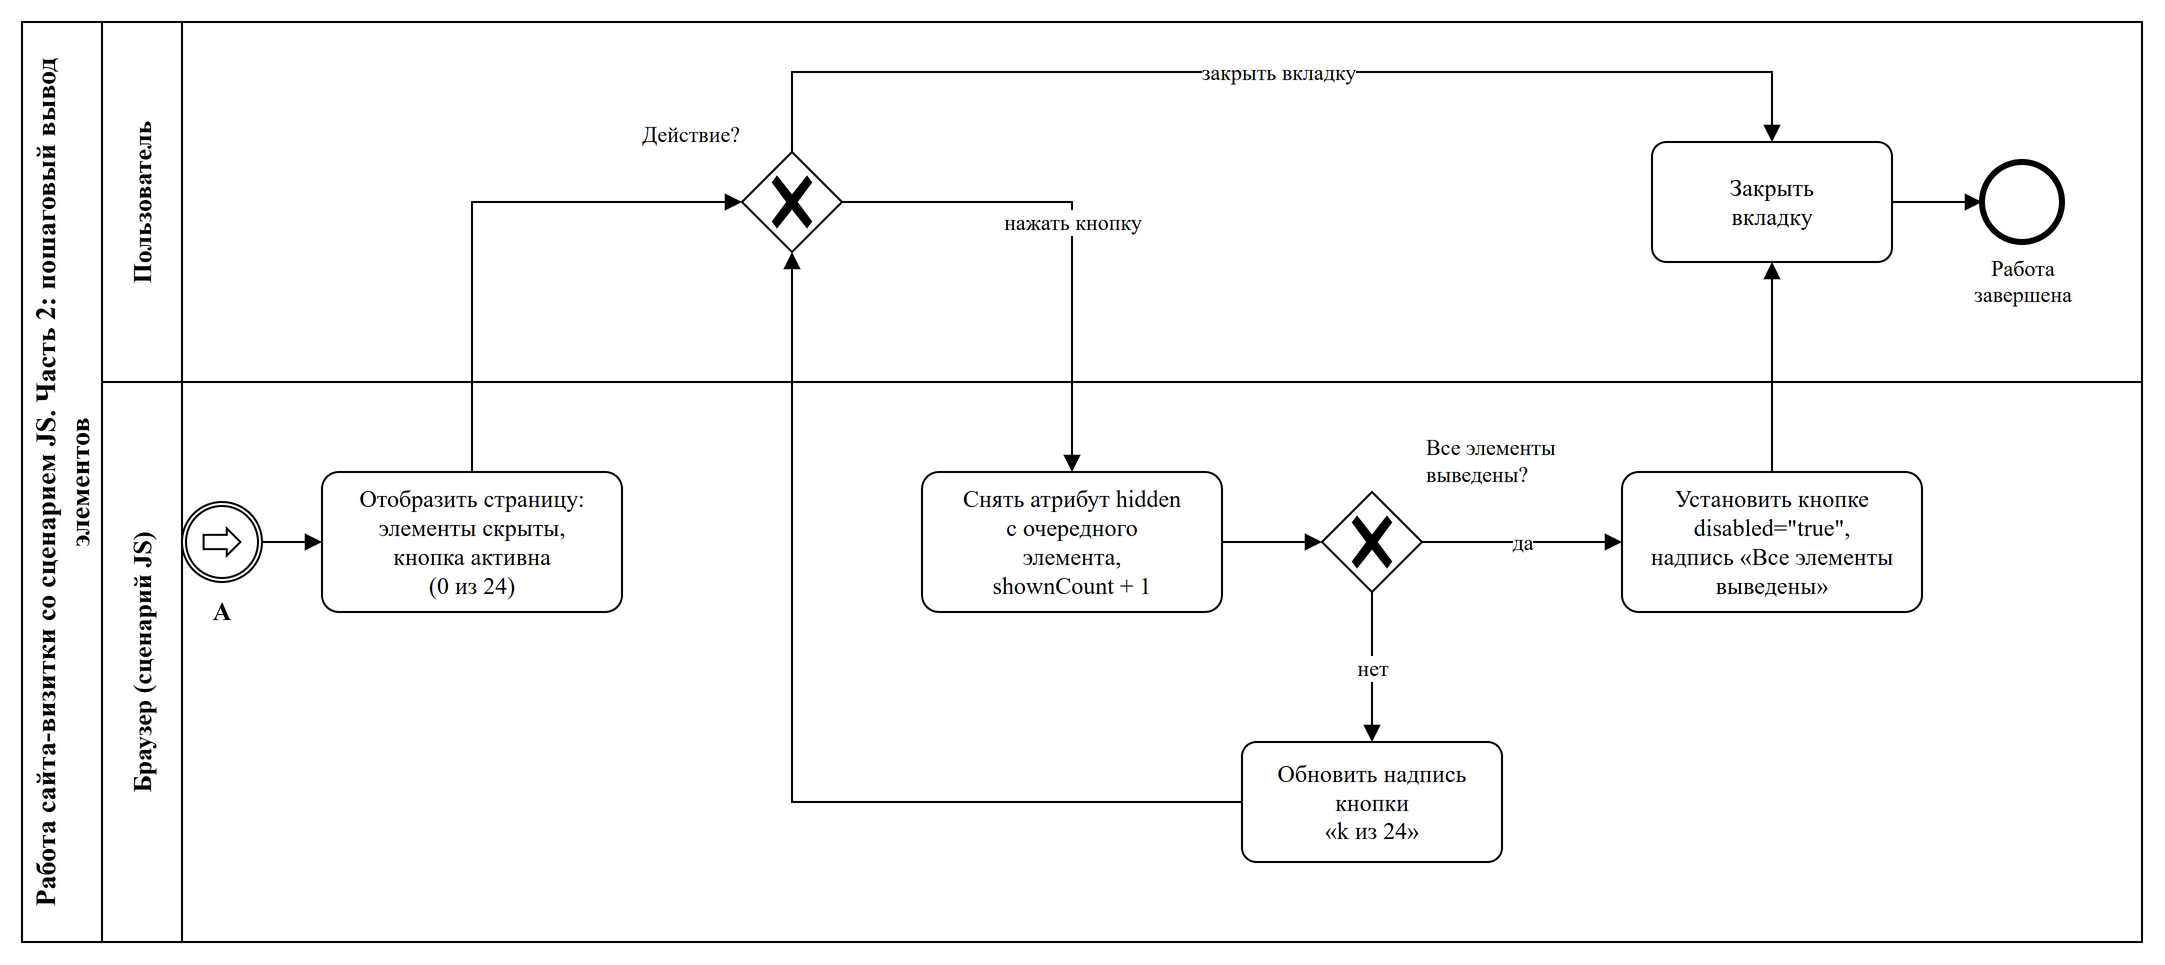 Работа сайта-визитки со сценарием JS. Часть 2: пошаговый вывод
элементов
Пользователь
закрыть вкладку
Действие?
нажать кнопку
Закрыть
вкладку
Работа
завершена
Браузер (сценарий JS)
A
Отобразить страницу:
элементы скрыты,
кнопка активна
(0 из 24)
Снять атрибут hidden
с очередного
элемента,
shownCount + 1
Все элементы
выведены?
да
Установить кнопке
disabled="true",
надпись «Все элементы
выведены»
нет
Обновить надпись
кнопки
«k из 24»